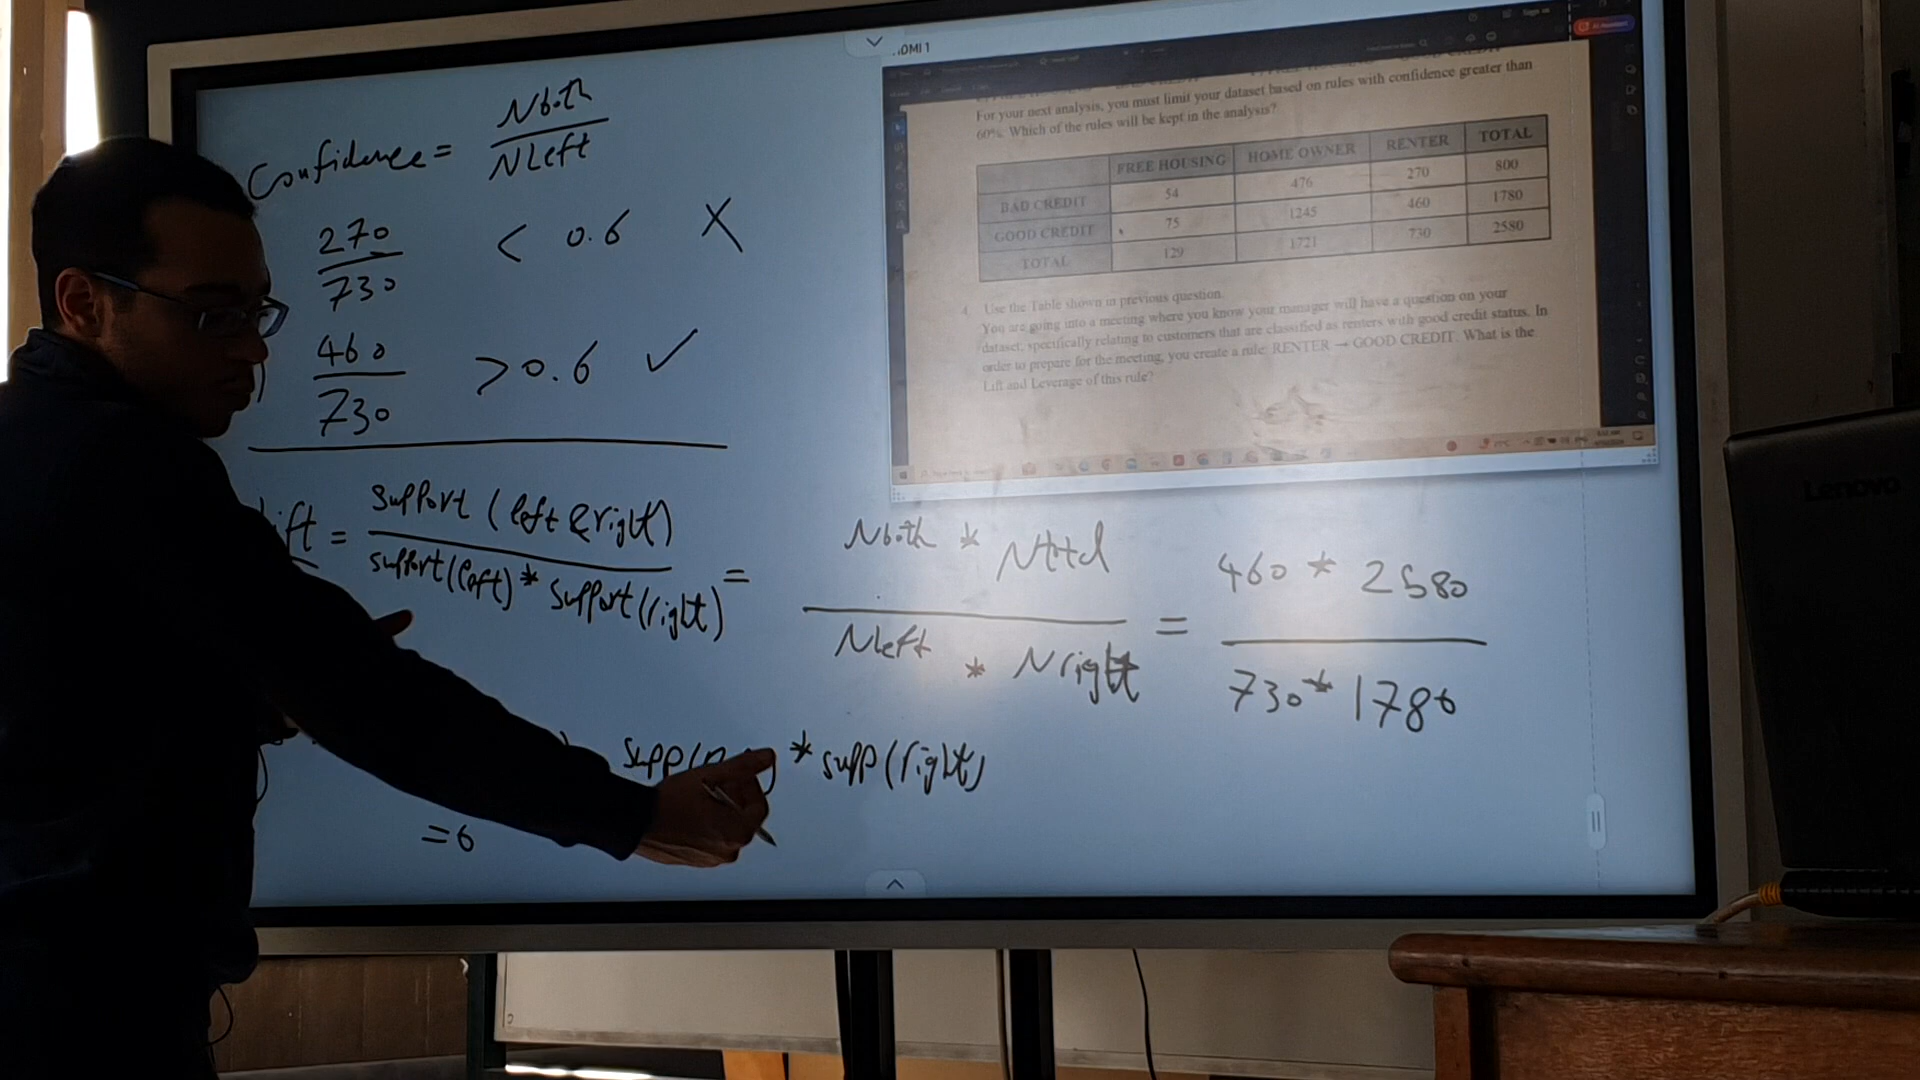 Confidence = Nboth / NLeft
270 / 730 < 0.6 X
460 / 730 > 0.6 ✓
ift = Support (left & right) / support(left) * support(right) = Nboth * Ntotal / Nleft * Nright = 460 * 2580 / 730 * 1780
* supp(right)
=
For your next analysis, you must limit your dataset based on rules with confidence greater than
60%. Which of the rules will be kept in the analysis?
FREE HOUSING HOME OWNER RENTER TOTAL
BAD CREDIT 54 476 270 800
GOOD CREDIT 75 1245 460 1780
TOTAL 129 1721 730 2580
4. Use the Table shown in previous question.
You are going into a meeting where you know your manager will have a question on your
dataset, specifically relating to customers that are classified as renters with good credit status. In
order to prepare for the meeting, you create a rule: RENTER → GOOD CREDIT. What is the
Lift and Leverage of this rule?
Lenovo